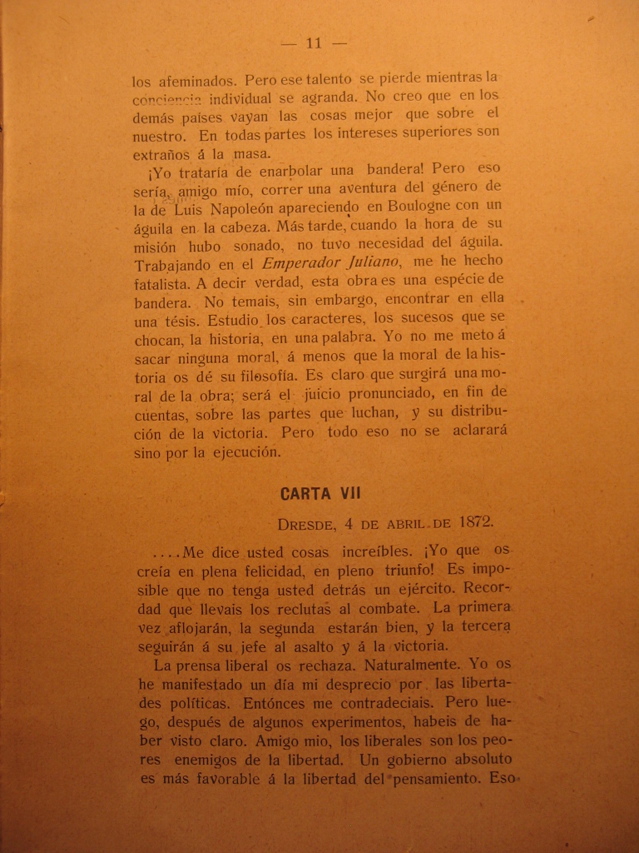 — 11 —
los afeminados. Pero ese talento se pierde mientras la
conciencia individual se agranda. No creo que en los
demás países vayan las cosas mejor que sobre el
nuestro. En todas partes los intereses superiores son
extraños á la masa.
¡Yo trataría de enarbolar una bandera! Pero eso
sería, amigo mío, correr una aventura del género de
la de Luis Napoleón apareciendo en Boulogne con un
águila en la cabeza. Más tarde, cuando la hora de su
misión hubo sonado, no tuvo necesidad del águila.
Trabajando en el Emperador Juliano, me he hecho
fatalista. A decir verdad, esta obra es una espécie de
bandera. No temais, sin embargo, encontrar en ella
una tésis. Estudio los caracteres, los sucesos que se
chocan, la historia, en una palabra. Yo no me meto á
sacar ninguna moral, á menos que la moral de la his-
toria os dé su filosofía. Es claro que surgirá una mo-
ral de la obra; será el juicio pronunciado, en fin de
cuentas, sobre las partes que luchan, y su distribu-
ción de la victoria. Pero todo eso no se aclarará
sino por la ejecución.
CARTA VII
DRESDE, 4 DE ABRIL DE 1872.
....Me dice usted cosas increíbles. ¡Yo que os
creía en plena felicidad, en pleno triunfo! Es impo-
sible que no tenga usted detrás un ejército. Recor-
dad que llevais los reclutas al combate. La primera
vez aflojarán, la segunda estarán bien, y la tercera
seguirán á su jefe al asalto y á la victoria.
La prensa liberal os rechaza. Naturalmente. Yo os
he manifestado un día mi desprecio por las liberta-
des políticas. Entónces me contradeciais. Pero lue-
go, después de algunos experimentos, habeis de ha-
ber visto claro. Amigo mio, los liberales son los peo-
res enemigos de la libertad. Un gobierno absoluto
es más favorable á la libertad del pensamiento. Eso